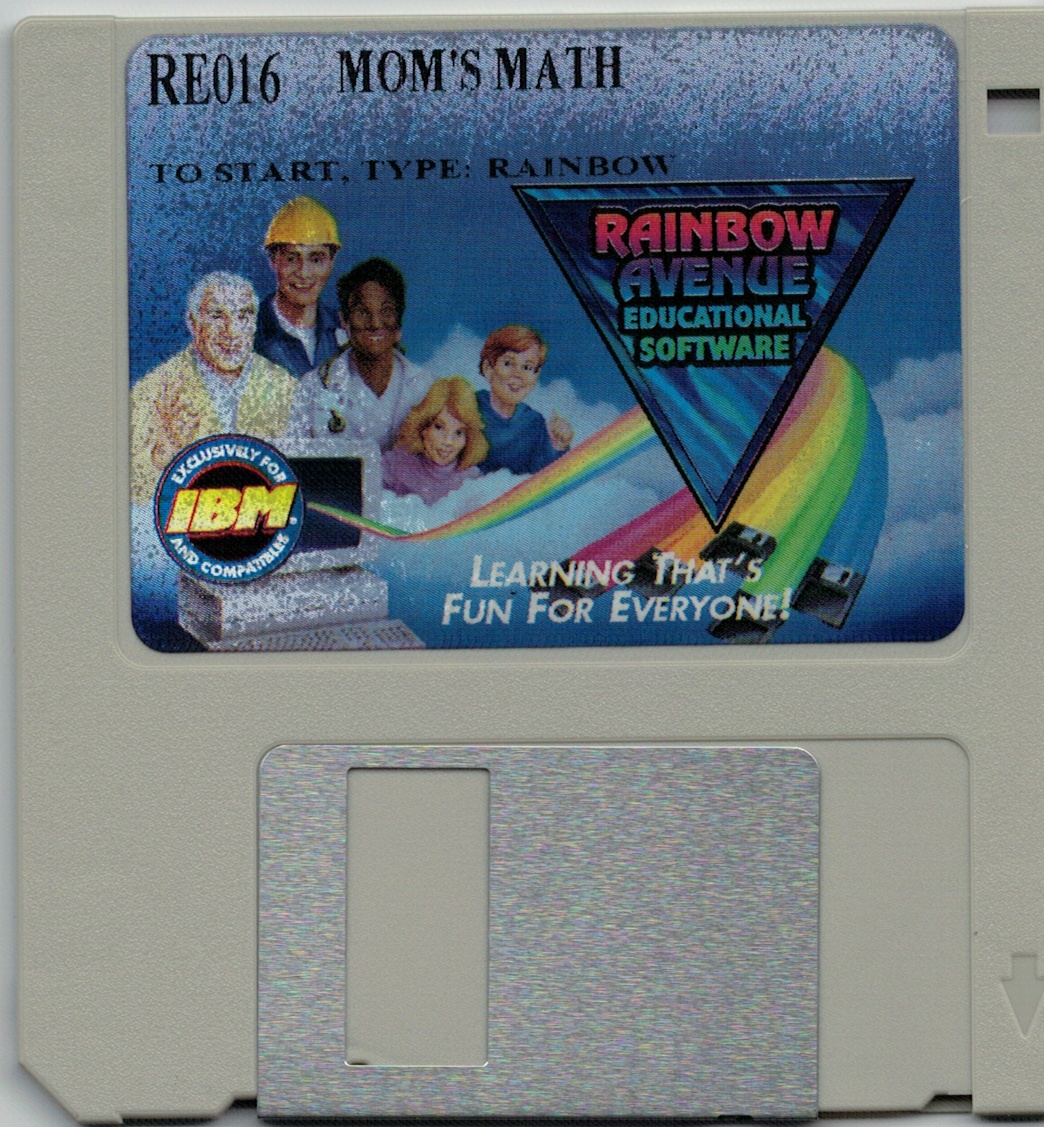 RE016 MOM'S MATH
TO START, TYPE: RAINBOW
RAINBOW
AVENUE
EDUCATIONAL
SOFTWARE
EXCLUSIVELY FOR
IBM®
AND COMPATIBLES
LEARNING THAT'S
FUN FOR EVERYONE!